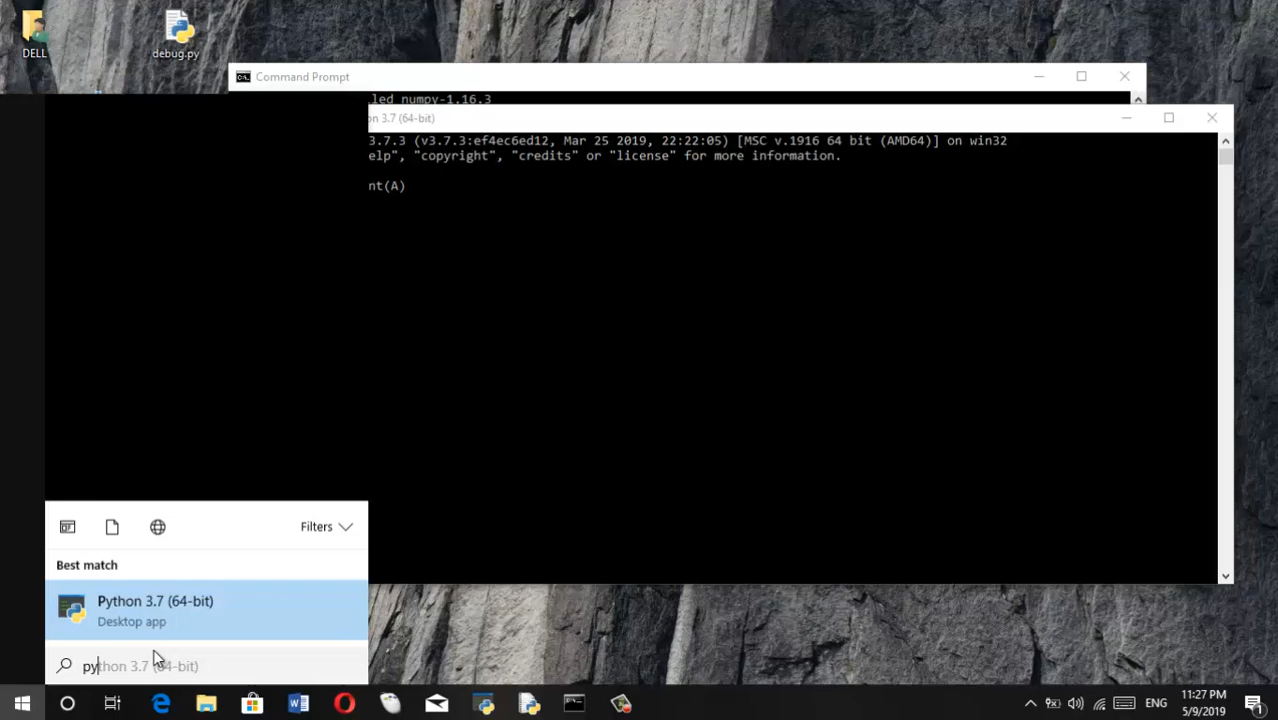 DELL
debug.py
Command Prompt
led numpy-1.16.3
on 3.7 (64-bit)
3.7.3 (v3.7.3:ef4ec6ed12, Mar 25 2019, 22:22:05) [MSC v.1916 64 bit (AMD64)] on win32
elp", "copyright", "credits" or "license" for more information.
nt(A)
Filters
Best match
Python 3.7 (64-bit)
Desktop app
python 3.7 (64-bit)
ENG
11:27 PM
5/9/2019
1